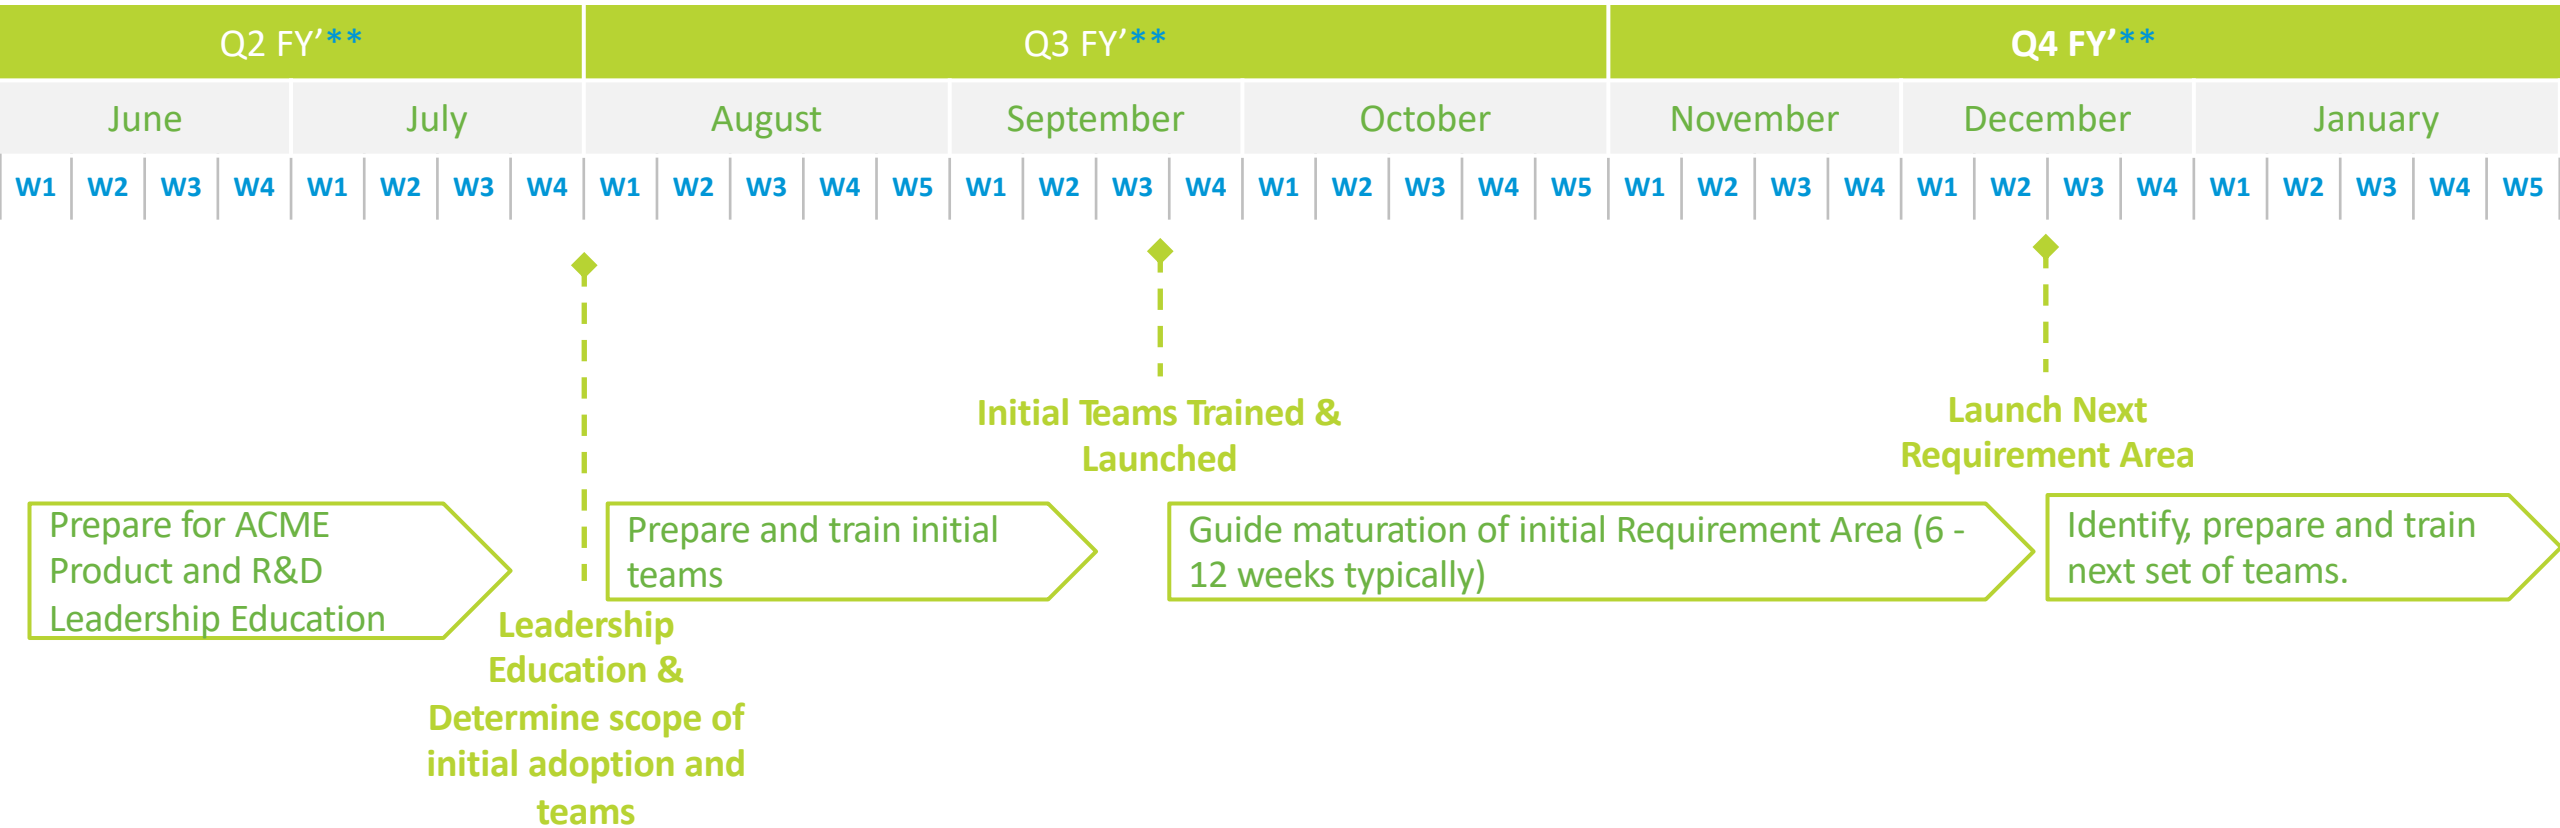 Q2 FY’** Q3 FY’** Q4 FY’**
June July August September October November December January
W1 W2 W3 W4 W1 W2 W3 W4 W1 W2 W3 W4 W5 W1 W2 W3 W4 W1 W2 W3 W4 W5 W1 W2 W3 W4 W1 W2 W3 W4 W1 W2 W3 W4 W5
Initial Teams Trained &
Launched
Launch Next
Requirement Area
Prepare for ACME
Product and R&D
Leadership Education
Prepare and train initial
teams
Guide maturation of initial Requirement Area (6 -
12 weeks typically)
Identify, prepare and train
next set of teams.
Leadership
Education &
Determine scope of
initial adoption and
teams